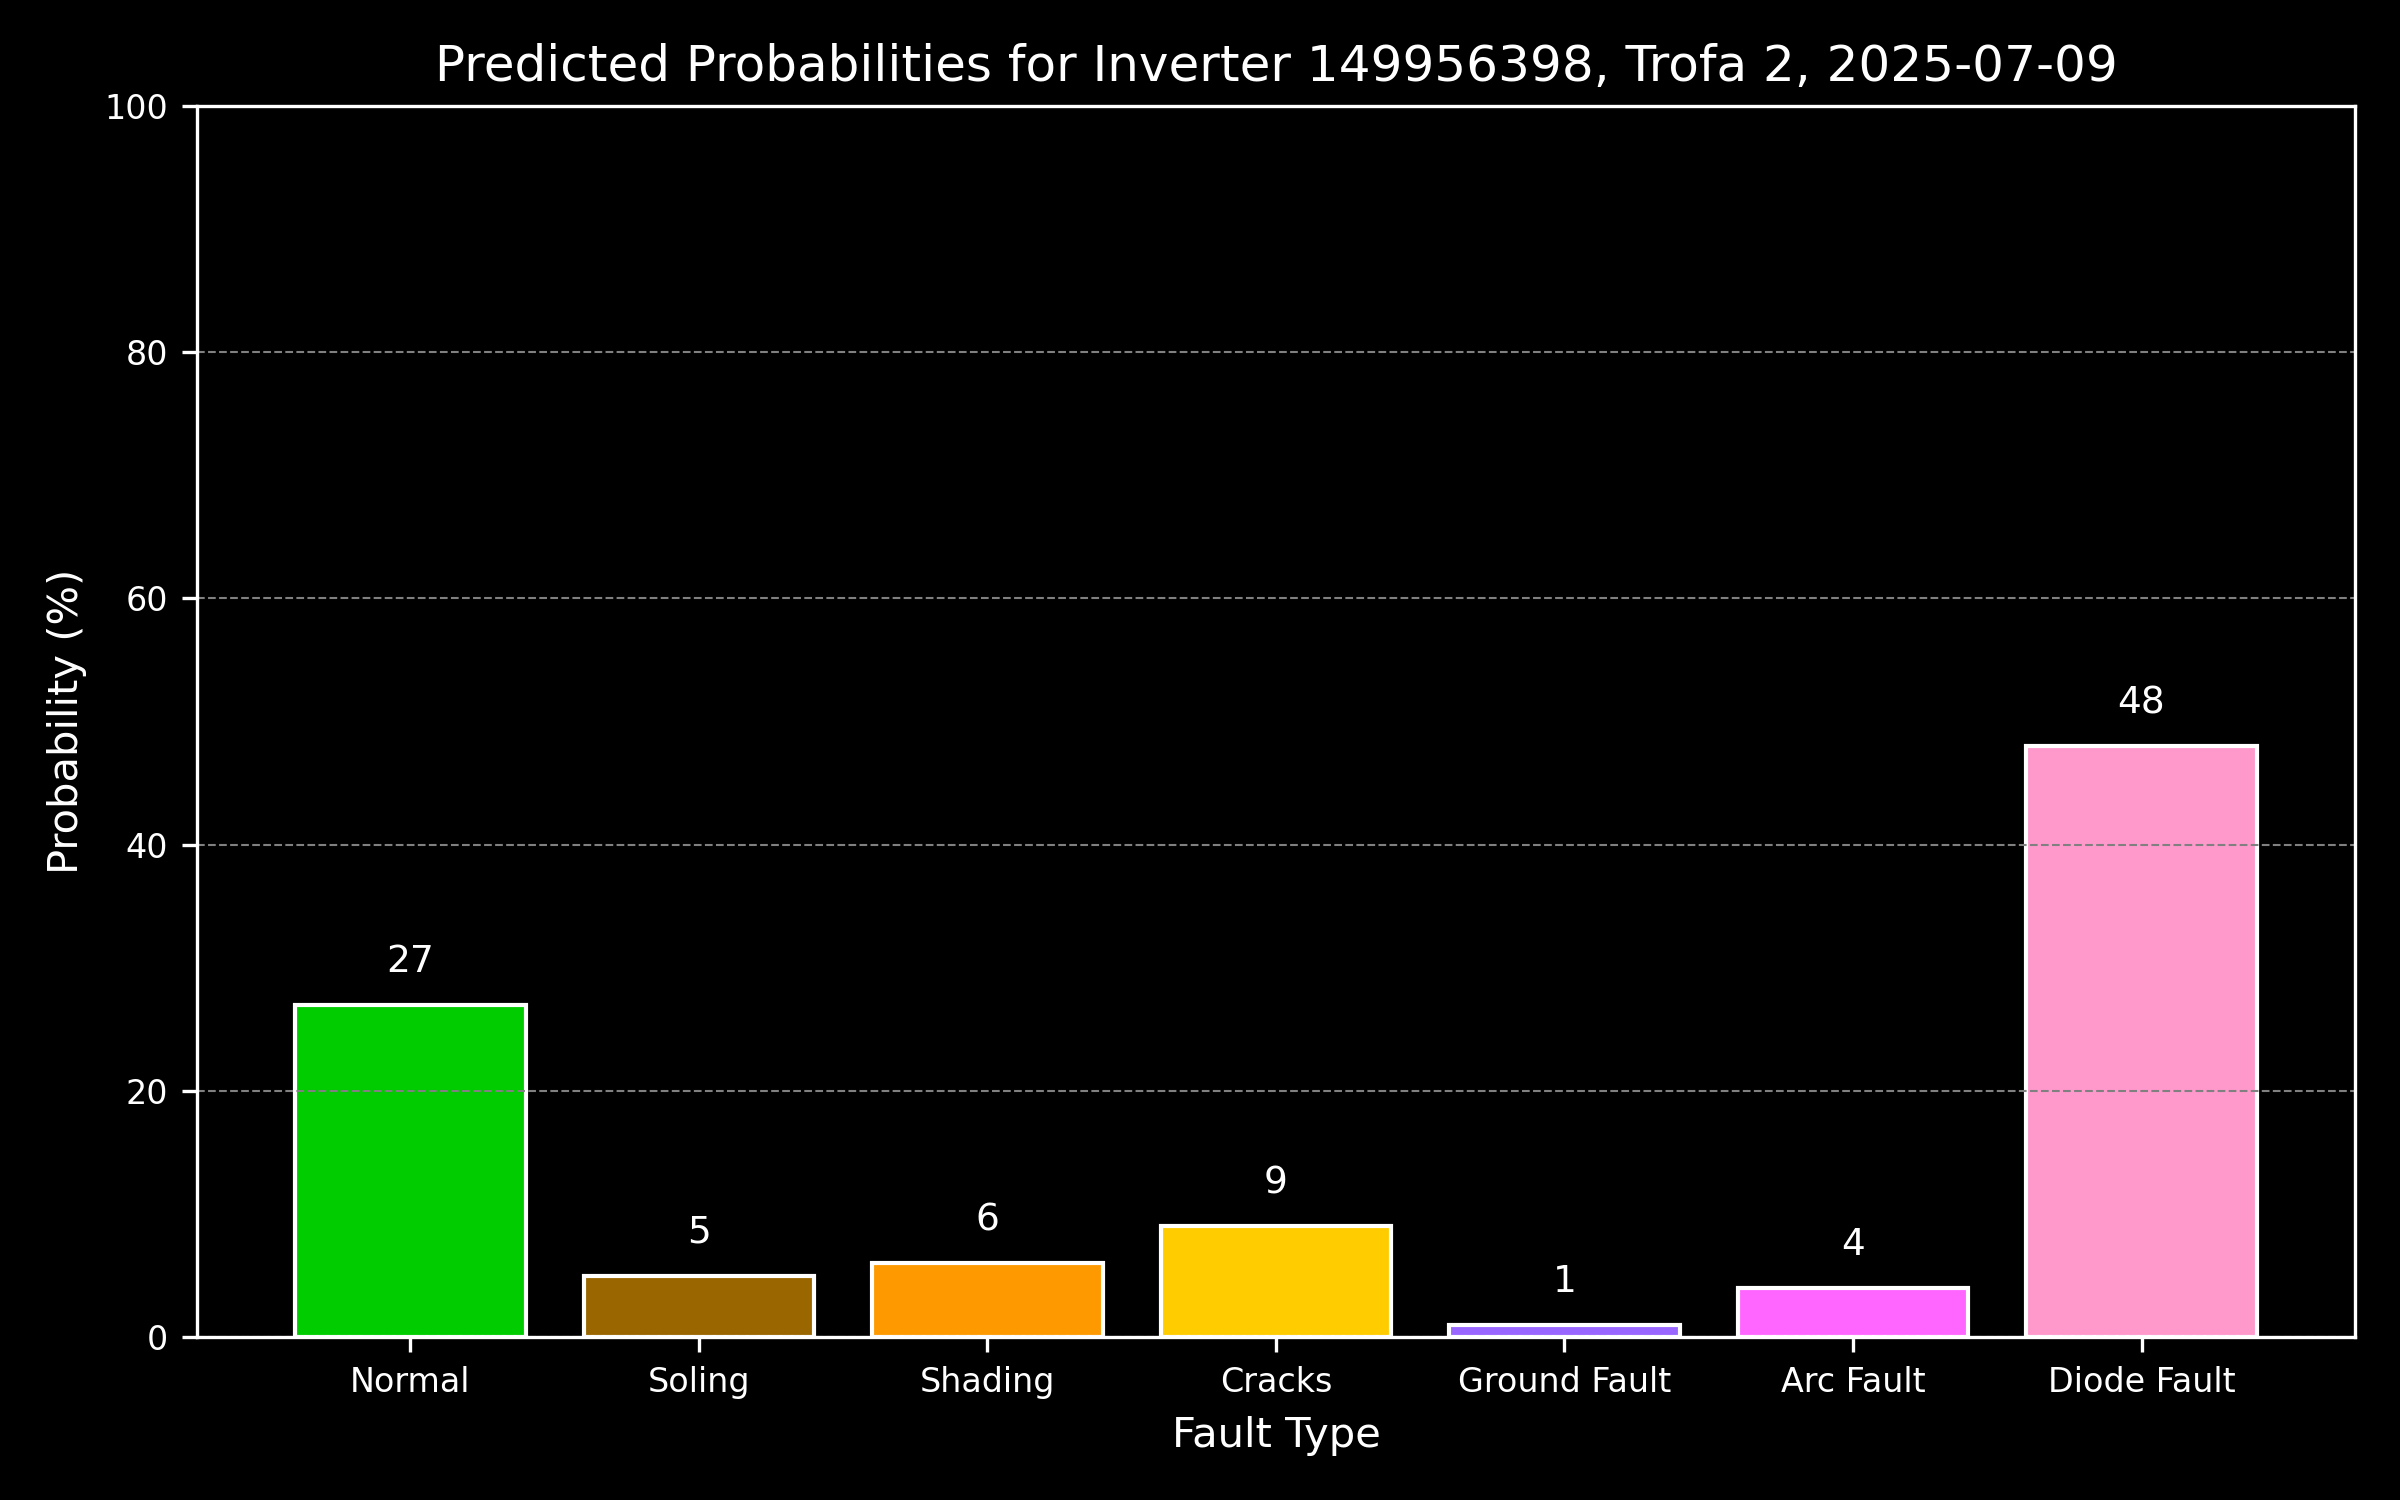 Predicted Probabilities for Inverter 149956398, Trofa 2, 2025-07-09
Probability (%)
100
80
60
40
20
0
27
5
6
9
1
4
48
Normal
Soling
Shading
Cracks
Ground Fault
Arc Fault
Diode Fault
Fault Type